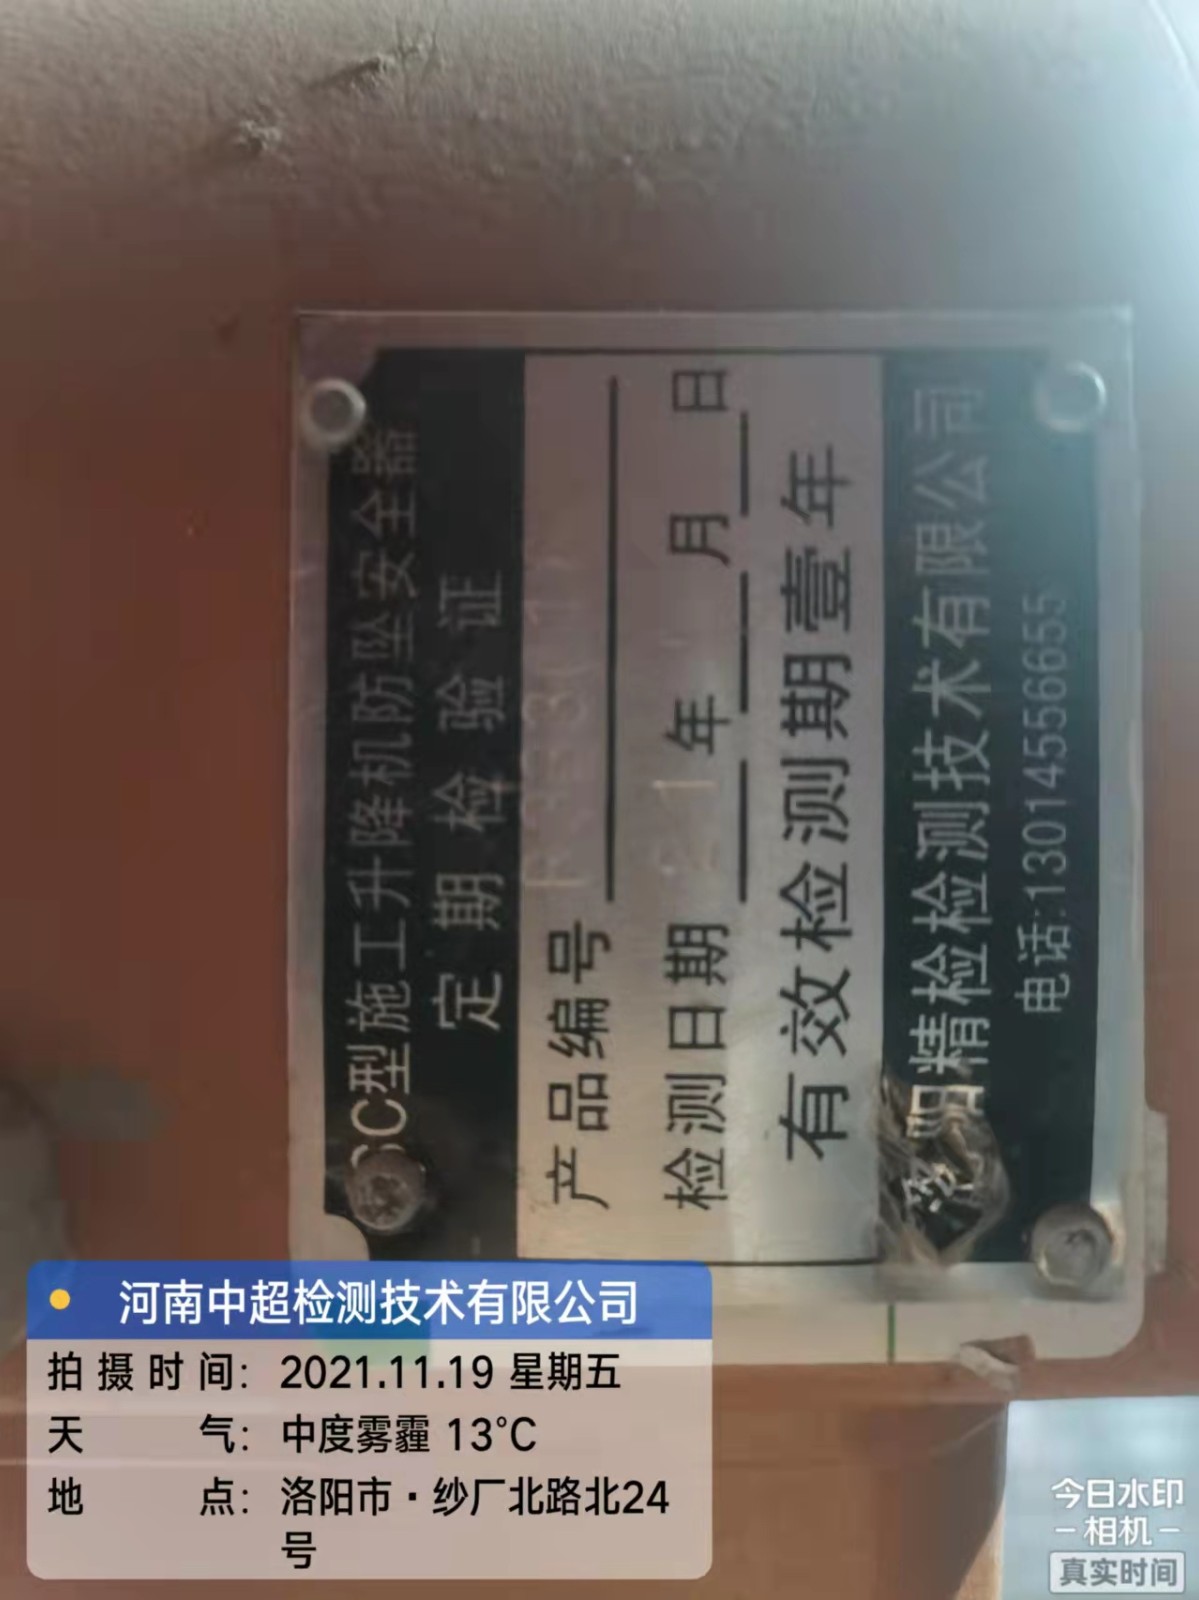 SC型施工升降机防坠安全器
定期检验证
产品编号
检测日期 21年 月 日
有效检测期壹年
洛阳精检检测技术有限公司
电话:13014556655
河南中超检测技术有限公司
拍摄时间: 2021.11.19 星期五
天气: 中度雾霾 13°C
地点: 洛阳市·纱厂北路北24
号
今日水印
-相机-
真实时间